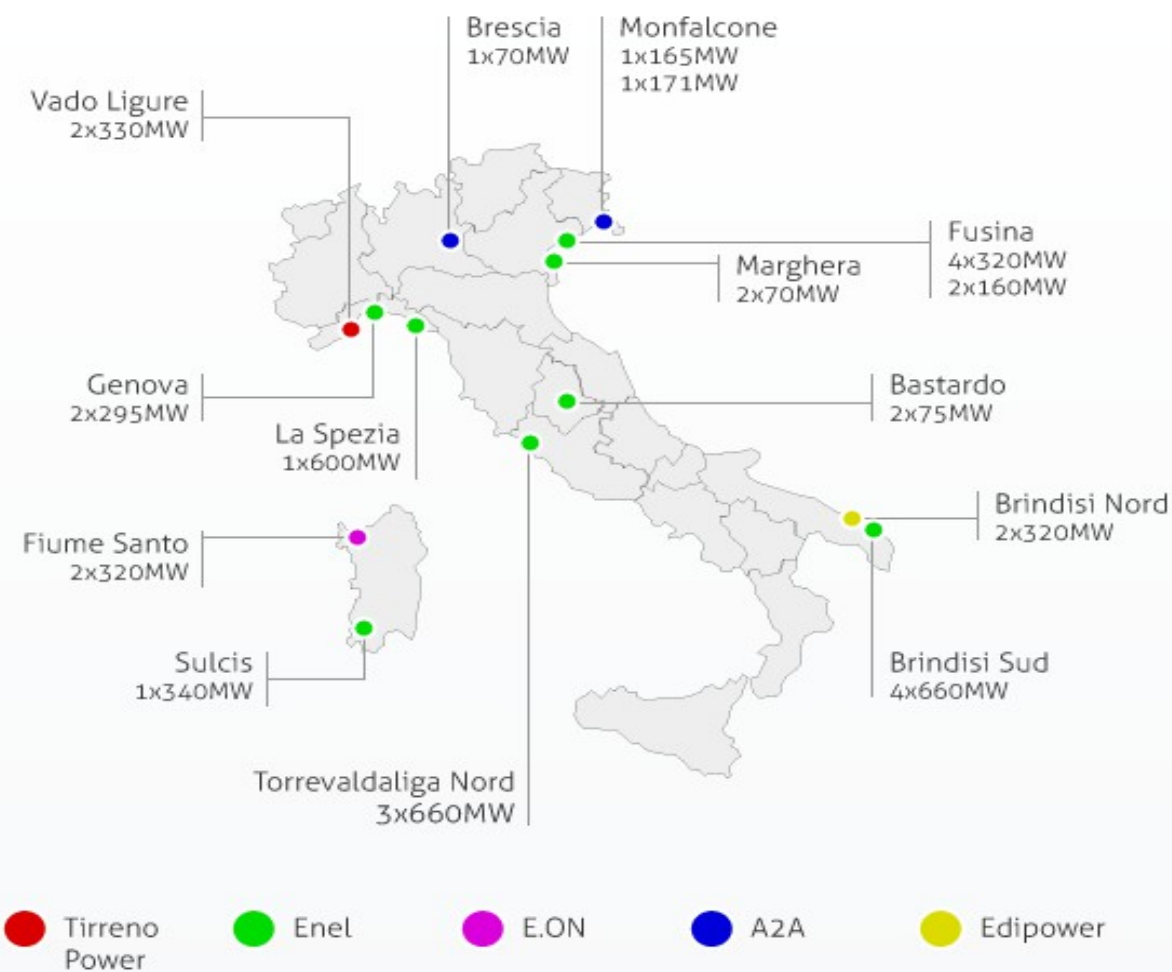 Brescia
1x70MW
Monfalcone
1x165MW
1x171MW
Vado Ligure
2x330MW
Fusina
4x320MW
2x160MW
Marghera
2x70MW
Genova
2x295MW
La Spezia
1x600MW
Bastardo
2x75MW
Brindisi Nord
2x320MW
Fiume Santo
2x320MW
Sulcis
1x340MW
Brindisi Sud
4x660MW
Torrevaldaliga Nord
3x660MW
Tirreno
Power
Enel
E.ON
A2A
Edipower